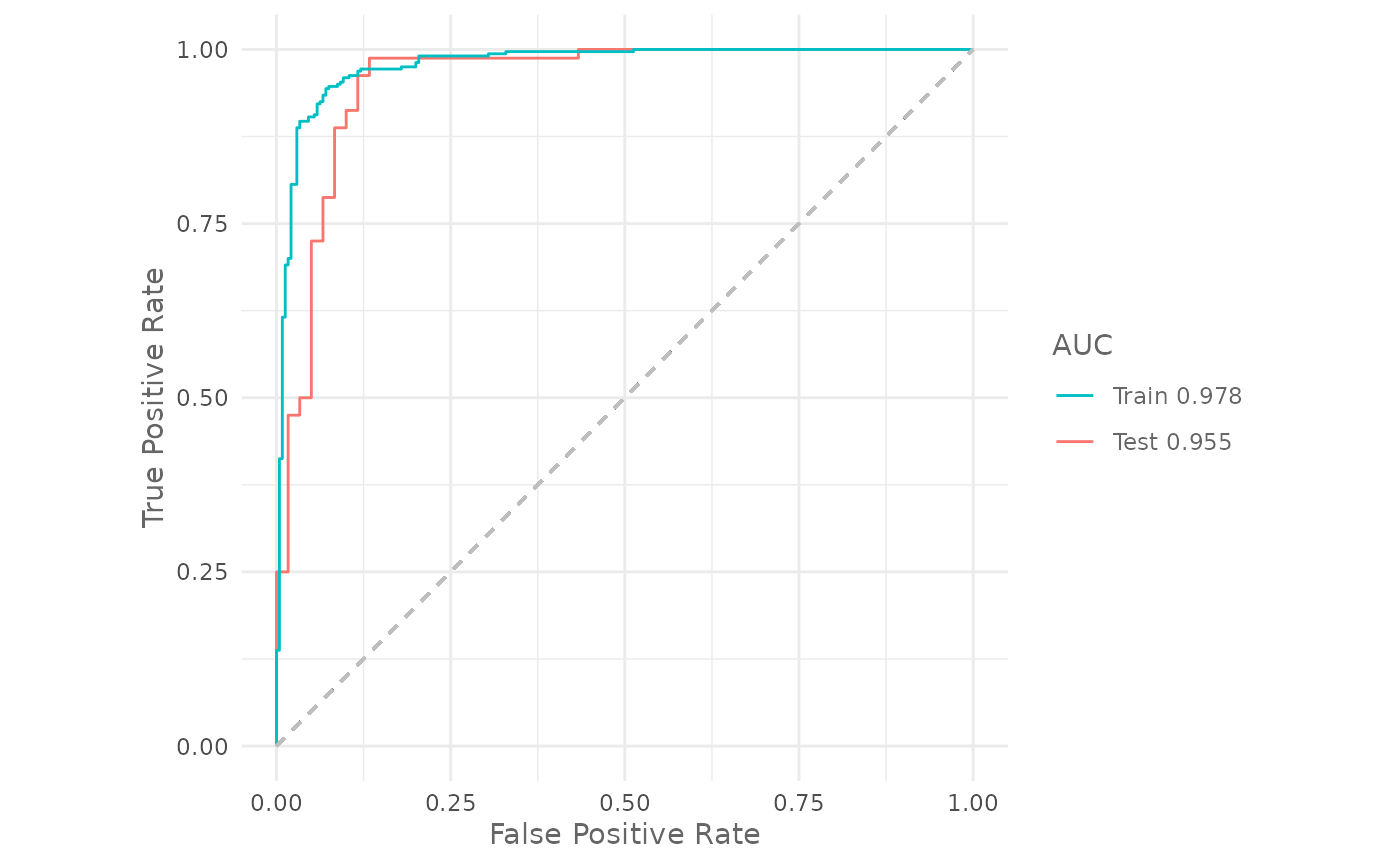 1.00
0.75
0.50
0.25
0.00
True Positive Rate
0.00 0.25 0.50 0.75 1.00
False Positive Rate
AUC
Train 0.978
Test 0.955